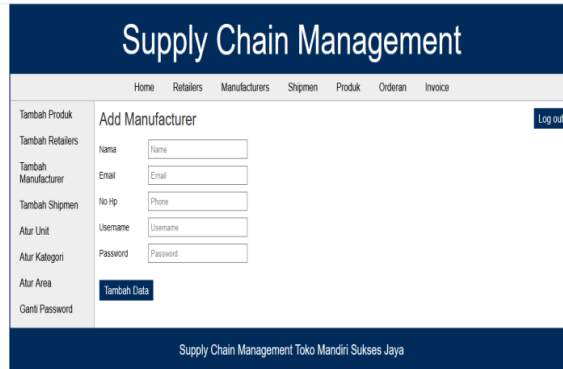 Supply Chain Management
Home Retailers Manufacturers Shipmen Produk Orderan Invoice
Tambah Produk
Tambah Retailers
Tambah
Manufacturer
Tambah Shipmen
Atur Unit
Atur Kategori
Atur Area
Ganti Password
Add Manufacturer
Log out
Nama Name
Email Email
No Hp Phone
Username Username
Password Password
Tambah Data
Supply Chain Management Toko Mandiri Sukses Jaya